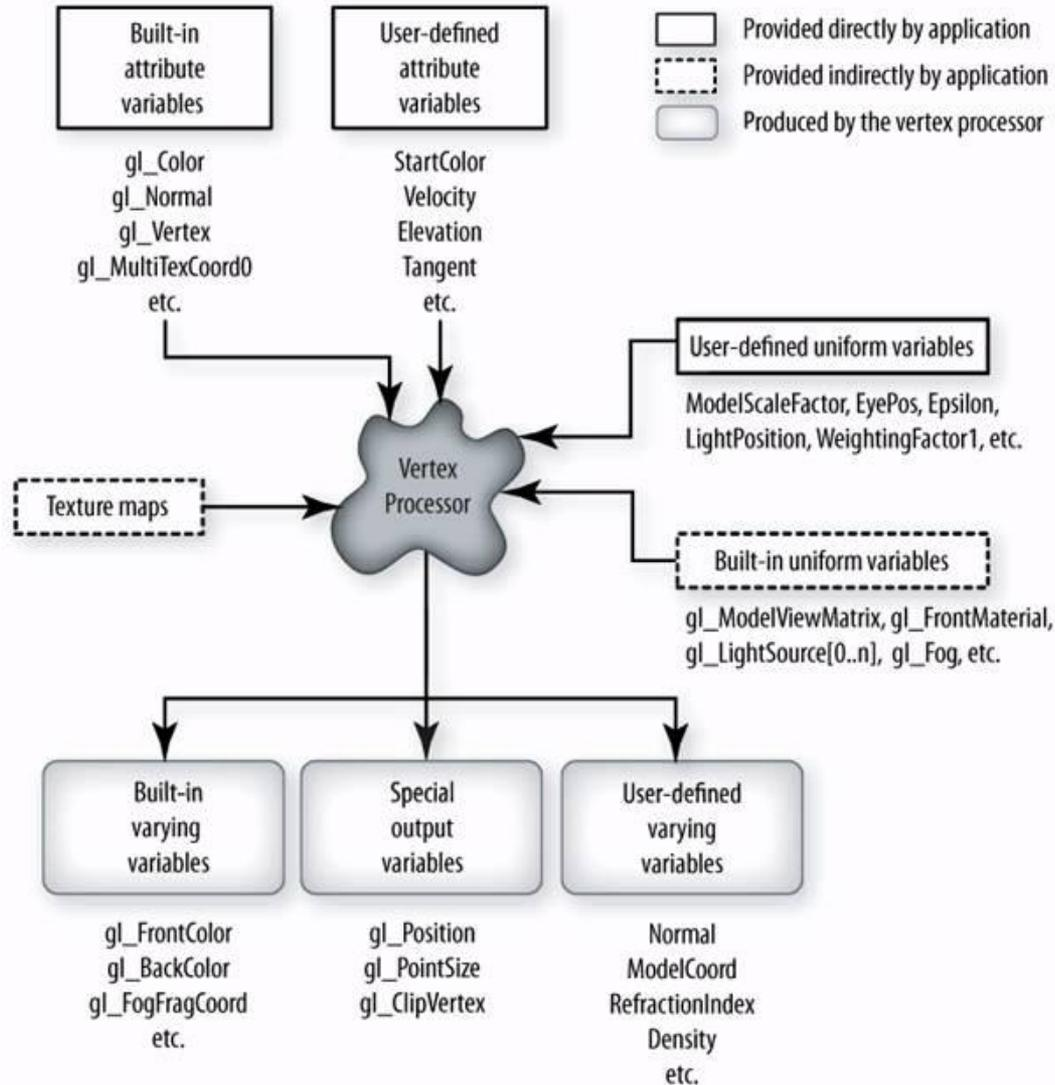 Built-in
attribute
variables
User-defined
attribute
variables
Provided directly by application
Provided indirectly by application
Produced by the vertex processor
gl_Color
gl_Normal
gl_Vertex
gl_MultiTexCoord0
etc.
StartColor
Velocity
Elevation
Tangent
etc.
User-defined uniform variables
ModelScaleFactor, EyePos, Epsilon,
LightPosition, WeightingFactor1, etc.
Vertex
Processor
Texture maps
Built-in uniform variables
gl_ModelViewMatrix, gl_FrontMaterial,
gl_LightSource[0..n], gl_Fog, etc.
Built-in
varying
variables
Special
output
variables
User-defined
varying
variables
gl_FrontColor
gl_BackColor
gl_FogFragCoord
etc.
gl_Position
gl_PointSize
gl_ClipVertex
Normal
ModelCoord
RefractionIndex
Density
etc.